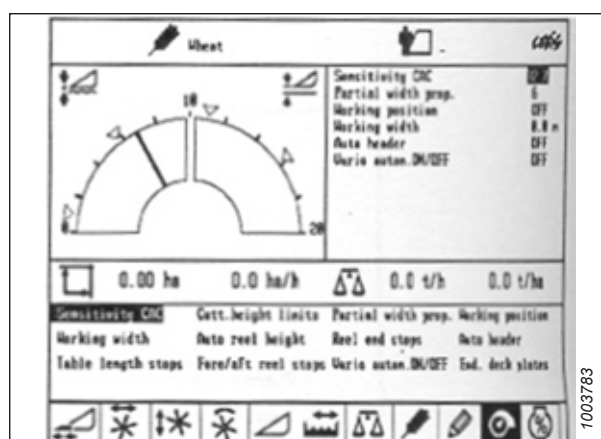 Wheat
Sensitivity CAC
Partial width prop. 6
Working position OFF
Working width 0.0 m
Auto header OFF
Vario autom. ON/OFF OFF
10
0
20
0.00 ha 0.0 ha/h 0.0 t/h 0.0 t/ha
Sensitivity CAC Cutt.height limits Partial width prop. Working position
Working width Auto reel height Reel end stops Auto header
Table length stops Fore/aft reel stops Vario autom. ON/OFF End. deck plates
1003783